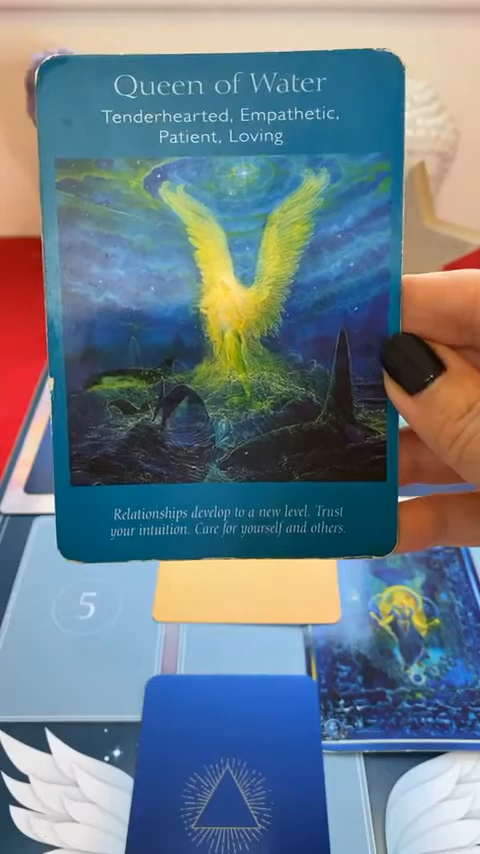 Queen of Water
Tenderhearted, Empathetic,
Patient, Loving
Relationships develop to a new level. Trust
your intuition. Care for yourself and others.
5